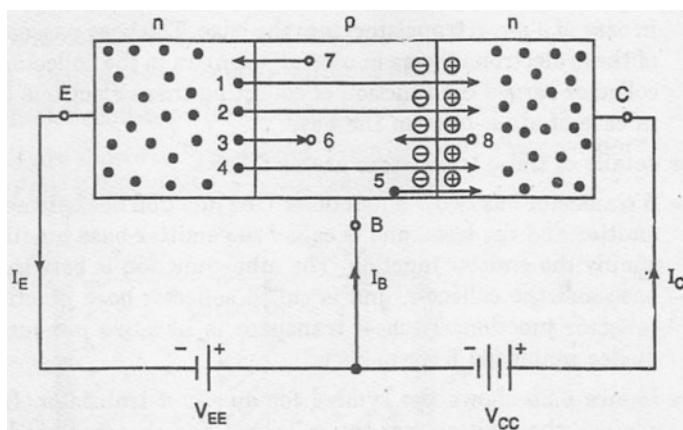 n p n
7
1
E 2 C
3 6 8
4
5
B
I_E I_B I_C
− + − +
V_EE V_CC